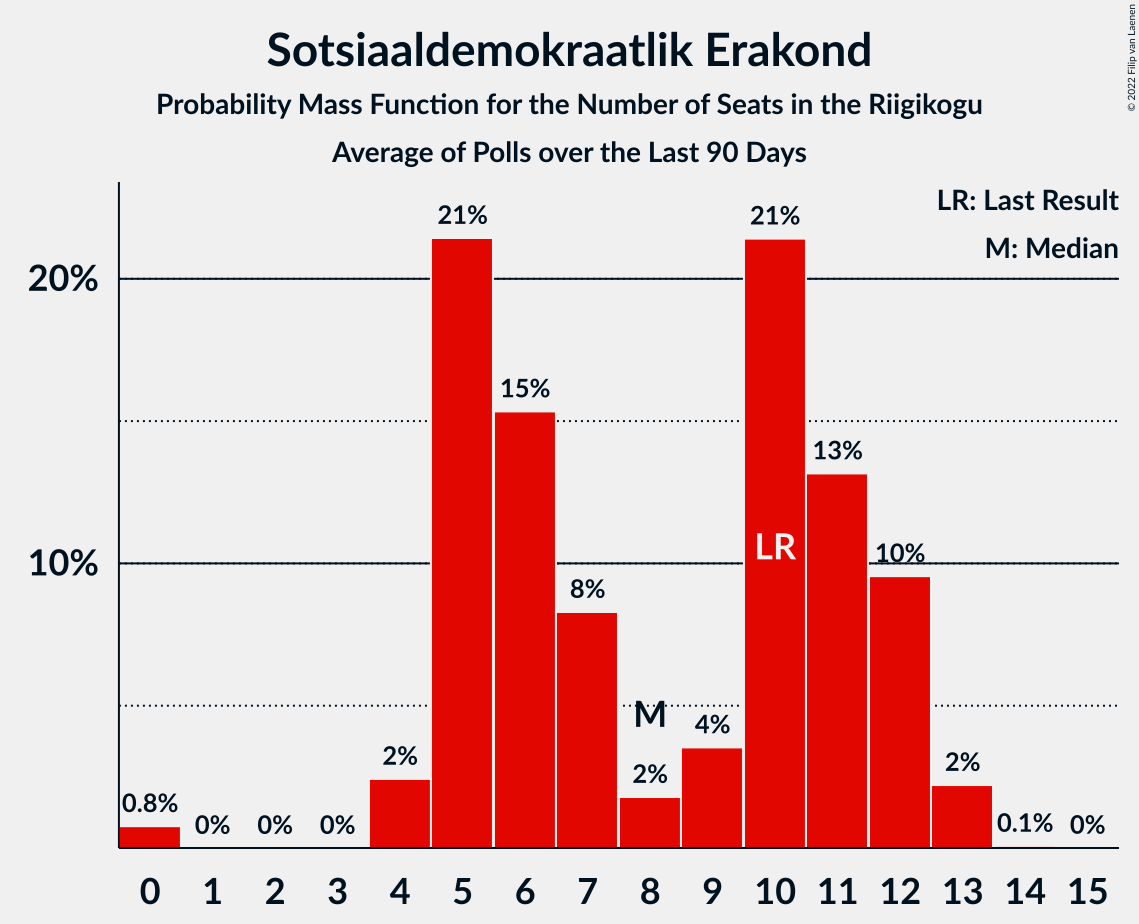 Sotsiaaldemokraatlik Erakond
Probability Mass Function for the Number of Seats in the Riigikogu
Average of Polls over the Last 90 Days
© 2022 Filip van Laenen
LR: Last Result
M: Median
20%
10%
0.8%
0%
0%
0%
2%
21%
15%
8%
M
2%
4%
21%
LR
13%
10%
2%
0.1%
0%
0 1 2 3 4 5 6 7 8 9 10 11 12 13 14 15